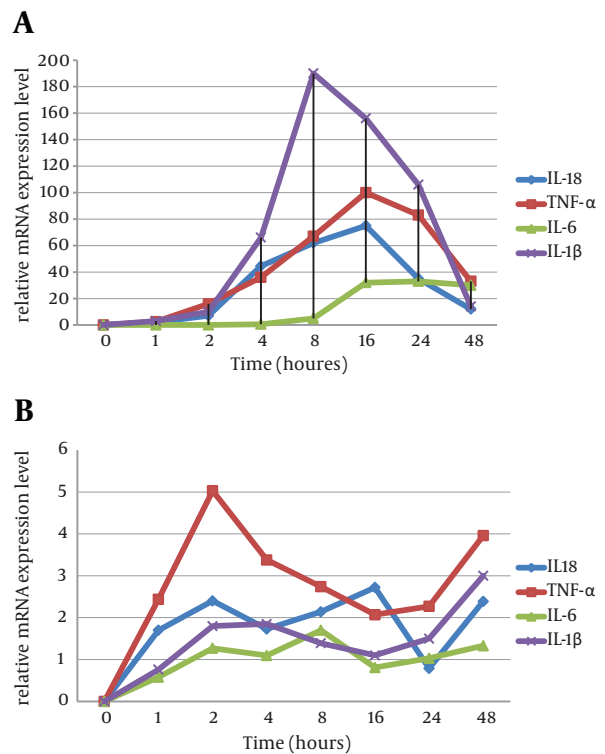 A
relative mRNA expression level
200
180
160
140
120
100
80
60
40
20
0
0 1 2 4 8 16 24 48
Time (houres)
IL-18
TNF-α
IL-6
IL-1β
B
relative mRNA expression level
6
5
4
3
2
1
0
0 1 2 4 8 16 24 48
Time (hours)
IL18
TNF-α
IL-6
IL-1β